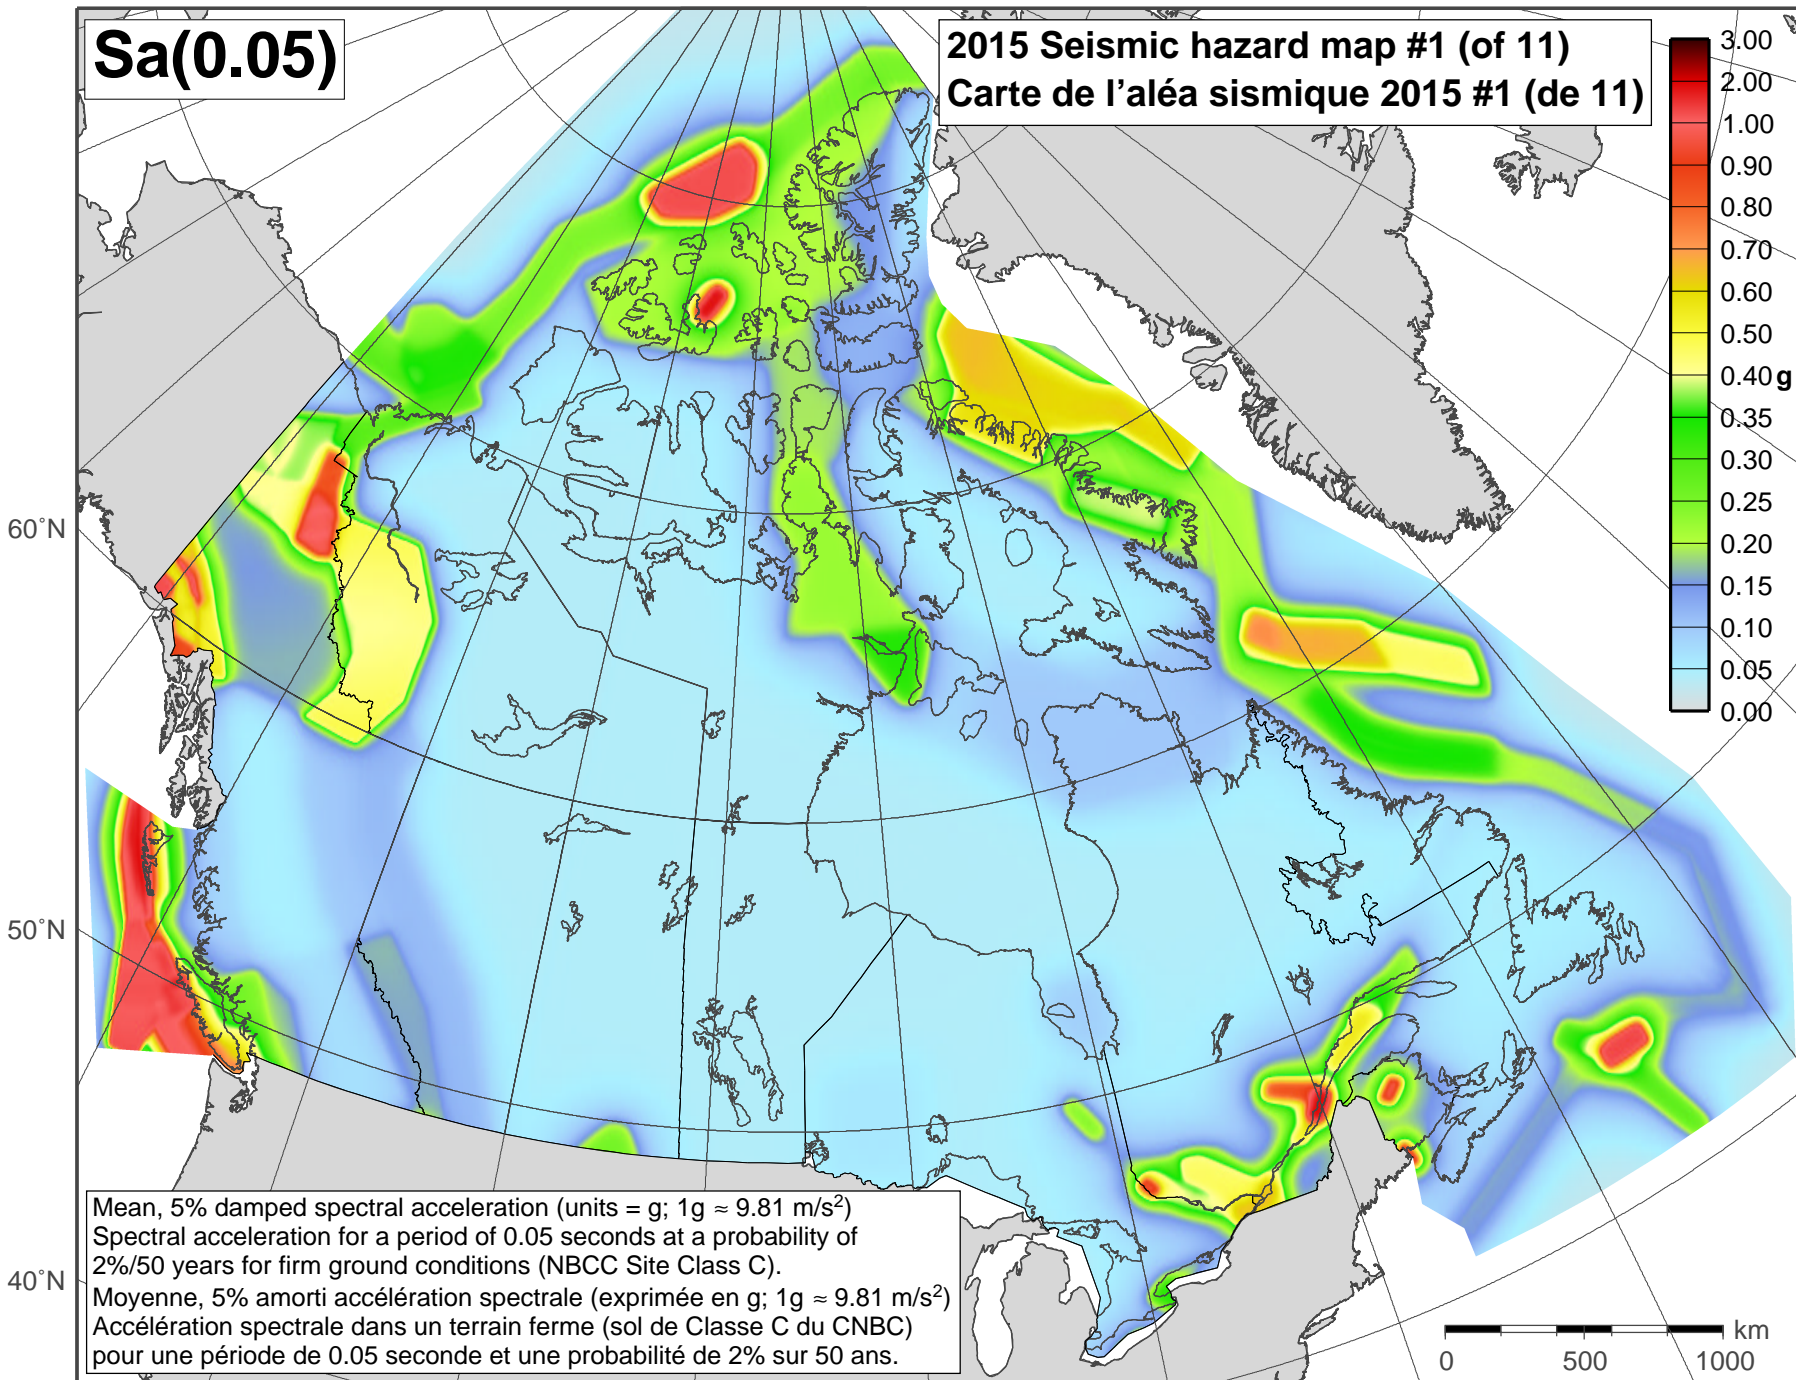 Sa(0.05)
2015 Seismic hazard map #1 (of 11)
Carte de l’aléa sismique 2015 #1 (de 11)
3.00
2.00
1.00
0.90
0.80
0.70
0.60
0.50
0.40 g
0.35
0.30
0.25
0.20
0.15
0.10
0.05
0.00
60°N
50°N
40°N
Mean, 5% damped spectral acceleration (units = g; 1g ≈ 9.81 m/s²)
Spectral acceleration for a period of 0.05 seconds at a probability of
2%/50 years for firm ground conditions (NBCC Site Class C).
Moyenne, 5% amorti accélération spectrale (exprimée en g; 1g ≈ 9.81 m/s²)
Accélération spectrale dans un terrain ferme (sol de Classe C du CNBC)
pour une période de 0.05 seconde et une probabilité de 2% sur 50 ans.
km
0 500 1000